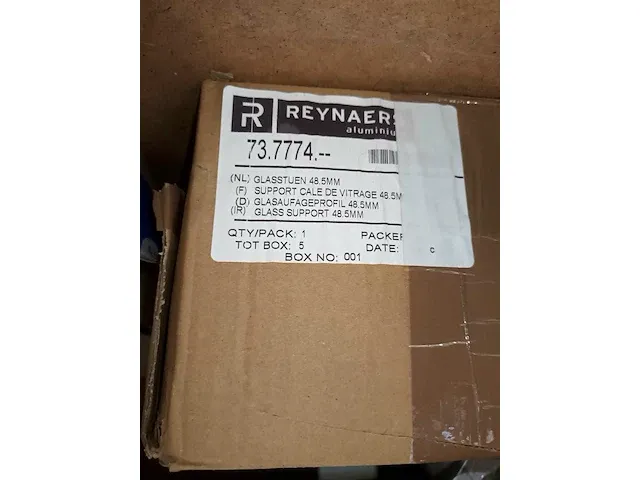 R REYNAERS
aluminium
73.7774.--
(NL) GLASSTUEN 48.5MM
(F) SUPPORT CALE DE VITRAGE 48.5M
(D) GLASAUFAGEPROFIL 48.5MM
(IR) GLASS SUPPORT 48.5MM
QTY/PACK: 1 PACKER
TOT BOX: 5 DATE: c
BOX NO: 001